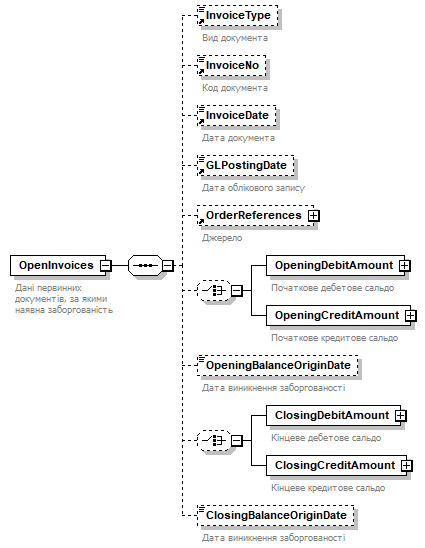 InvoiceType
Вид документа
InvoiceNo
Код документа
InvoiceDate
Дата документа
GLPostingDate
Дата облікового запису
OrderReferences
Джерело
OpenInvoices
Дані первинних
документів, за якими
наявна заборгованість
OpeningDebitAmount
Початкове дебетове сальдо
OpeningCreditAmount
Початкове кредитове сальдо
OpeningBalanceOriginDate
Дата виникнення заборгованості
ClosingDebitAmount
Кінцеве дебетове сальдо
ClosingCreditAmount
Кінцеве кредитове сальдо
ClosingBalanceOriginDate
Дата виникнення заборгованості